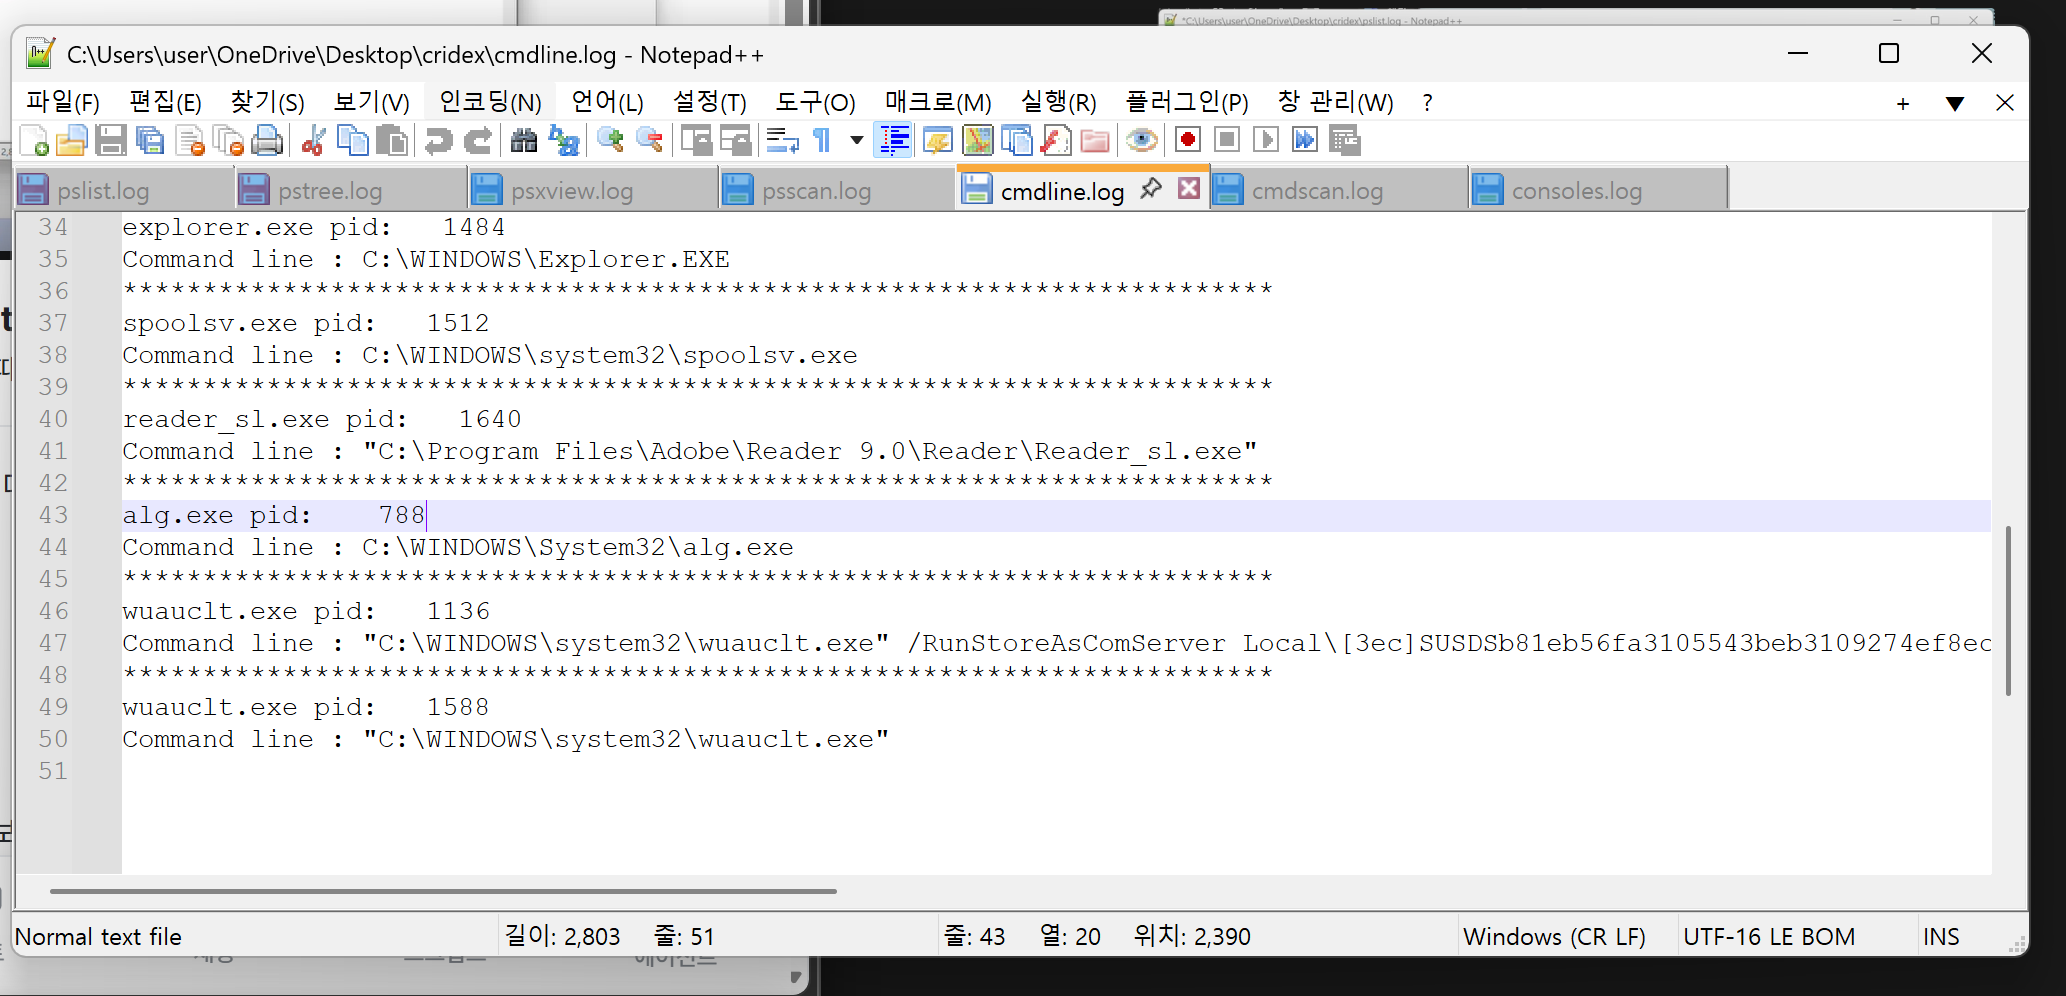 *C:\Users\user\OneDrive\Desktop\cridex\pslist.log - Notepad++
C:\Users\user\OneDrive\Desktop\cridex\cmdline.log - Notepad++
파일(F) 편집(E) 찾기(S) 보기(V) 인코딩(N) 언어(L) 설정(T) 도구(O) 매크로(M) 실행(R) 플러그인(P) 창 관리(W) ?
pslist.log pstree.log psxview.log psscan.log cmdline.log cmdscan.log consoles.log
34 explorer.exe pid:   1484
35 Command line : C:\WINDOWS\Explorer.EXE
36 ************************************************************************
37 spoolsv.exe pid:   1512
38 Command line : C:\WINDOWS\system32\spoolsv.exe
39 ************************************************************************
40 reader_sl.exe pid:   1640
41 Command line : "C:\Program Files\Adobe\Reader 9.0\Reader\Reader_sl.exe"
42 ************************************************************************
43 alg.exe pid:    788
44 Command line : C:\WINDOWS\System32\alg.exe
45 ************************************************************************
46 wuauclt.exe pid:   1136
47 Command line : "C:\WINDOWS\system32\wuauclt.exe" /RunStoreAsComServer Local\[3ec]SUSDSb81eb56fa3105543beb3109274ef8ec
48 ************************************************************************
49 wuauclt.exe pid:   1588
50 Command line : "C:\WINDOWS\system32\wuauclt.exe"
51
Normal text file 길이: 2,803 줄: 51 줄: 43 열: 20 위치: 2,390 Windows (CR LF) UTF-16 LE BOM INS